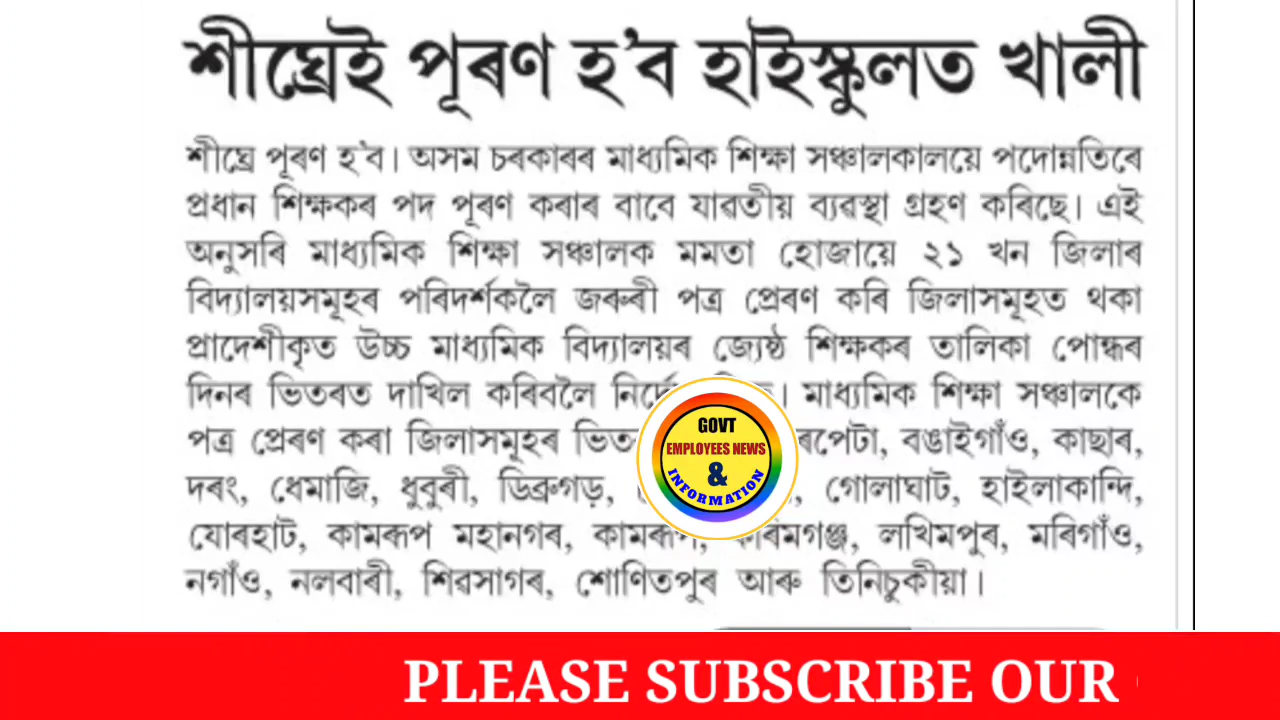 শীঘ্ৰেই পূৰণ হ'ব হাইস্কুলত খালী
শীঘ্ৰে পূৰণ হ'ব। অসম চৰকাৰৰ মাধ্যমিক শিক্ষা সঞ্চালকালয়ে পদোন্নতিৰে
প্ৰধান শিক্ষকৰ পদ পূৰণ কৰাৰ বাবে যাৱতীয় ব্যৱস্থা গ্ৰহণ কৰিছে। এই
অনুসৰি মাধ্যমিক শিক্ষা সঞ্চালক মমতা হোজায়ে ২১ খন জিলাৰ
বিদ্যালয়সমূহৰ পৰিদৰ্শকলৈ জৰুৰী পত্ৰ প্ৰেৰণ কৰি জিলাসমূহত থকা
প্ৰাদেশীকৃত উচ্চ মাধ্যমিক বিদ্যালয়ৰ জ্যেষ্ঠ শিক্ষকৰ তালিকা পোন্ধৰ
দিনৰ ভিতৰত দাখিল কৰিবলৈ । মাধ্যমিক শিক্ষা সঞ্চালকে
পত্ৰ প্ৰেৰণ কৰা জিলাসমূহৰ বঙাইগাঁও, কাছাৰ,
দৰং, ধেমাজি, ধুবুৰী, ডিব্ৰুগড়, গোলাঘাট, হাইলাকান্দি,
যোৰহাট, কামৰূপ মহানগৰ, কামৰূপ, কৰিমগঞ্জ, লখিমপুৰ, মৰিগাঁও,
নগাঁও, নলবাৰী, শিৱসাগৰ, শোণিতপুৰ আৰু তিনিচুকীয়া।
GOVT
EMPLOYEES NEWS
&
INFORMATION
PLEASE SUBSCRIBE OUR